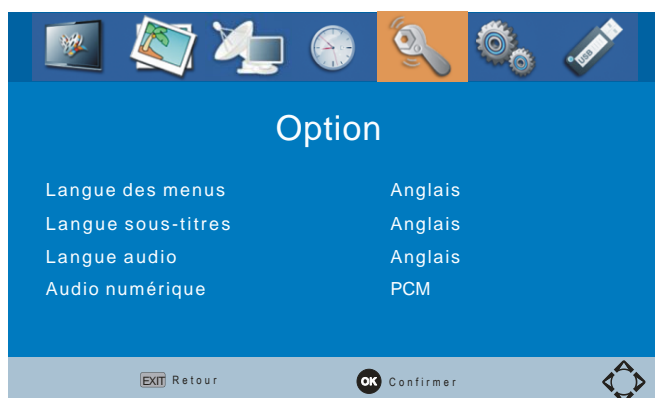 USB
Option
Langue des menus Anglais
Langue sous-titres Anglais
Langue audio Anglais
Audio numérique PCM
EXIT Retour OK Confirmer